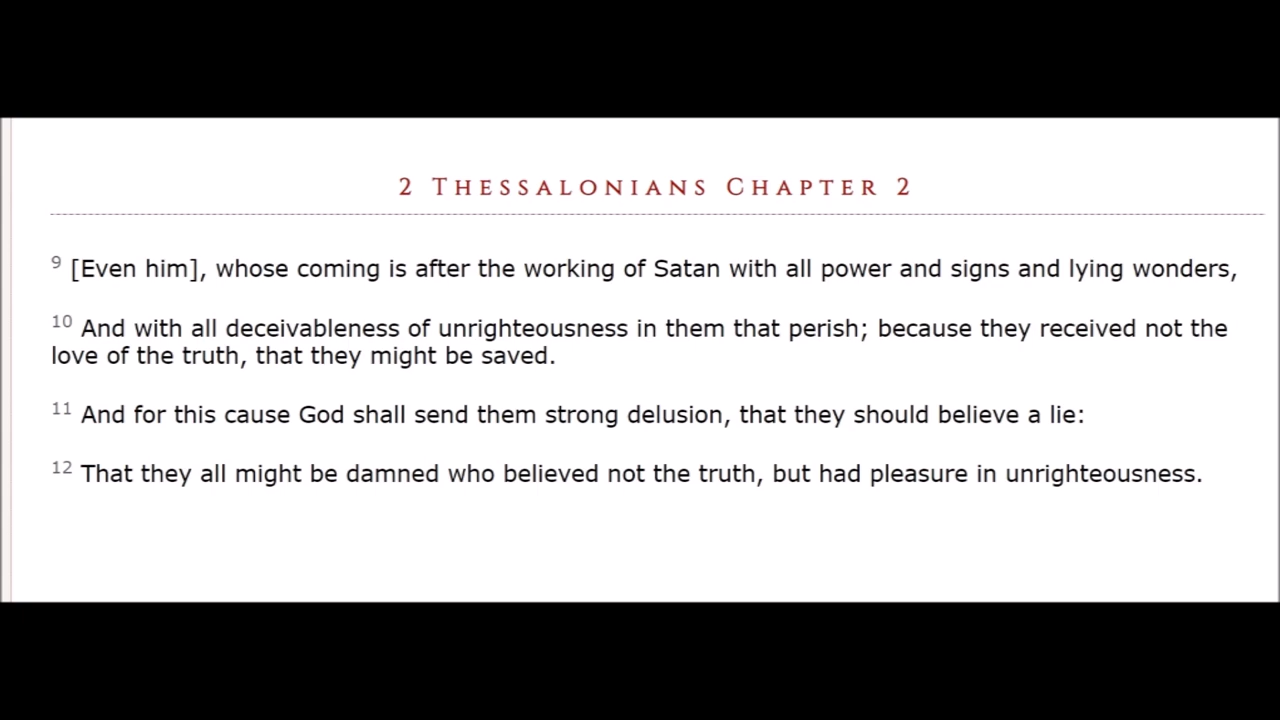 2 Thessalonians Chapter 2
9 [Even him], whose coming is after the working of Satan with all power and signs and lying wonders,
10 And with all deceivableness of unrighteousness in them that perish; because they received not the
love of the truth, that they might be saved.
11 And for this cause God shall send them strong delusion, that they should believe a lie:
12 That they all might be damned who believed not the truth, but had pleasure in unrighteousness.